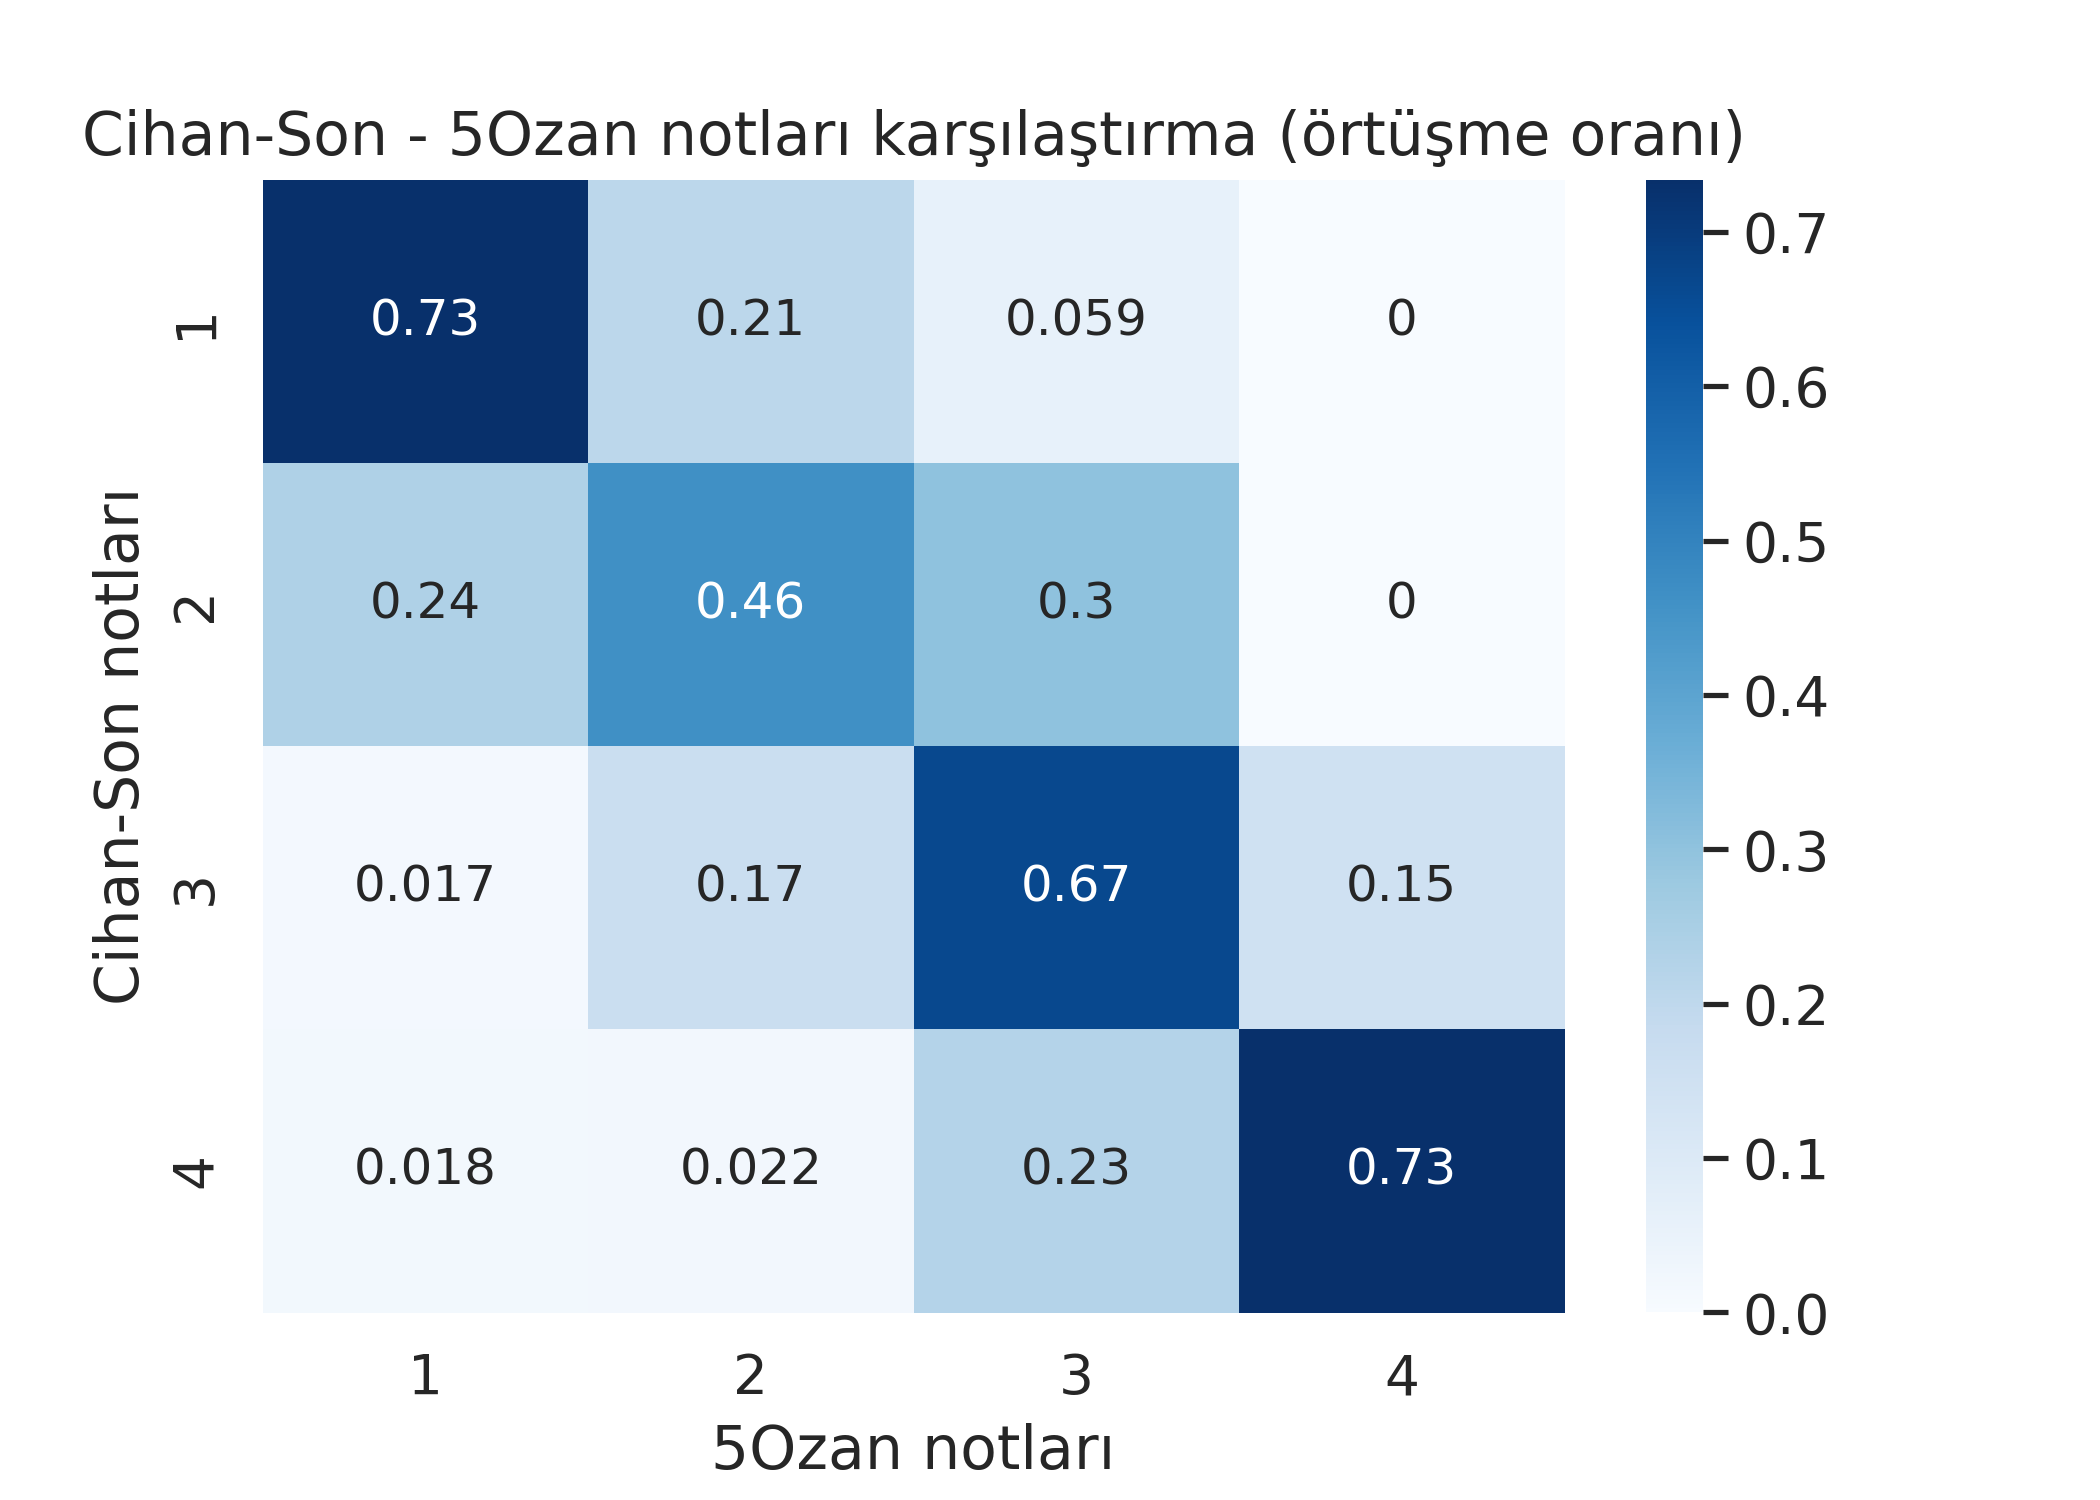 Cihan-Son - 5Ozan notları karşılaştırma (örtüşme oranı)
Cihan-Son notları
1
0.73 0.21 0.059 0
2
0.24 0.46 0.3 0
3
0.017 0.17 0.67 0.15
4
0.018 0.022 0.23 0.73
1 2 3 4
5Ozan notları
0.7
0.6
0.5
0.4
0.3
0.2
0.1
0.0